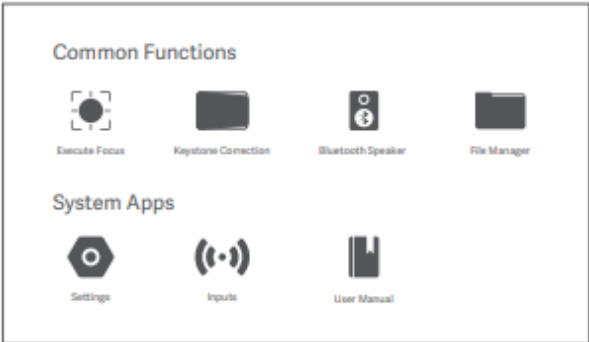 Common Functions
Execute Focus Keystone Correction Bluetooth Speaker File Manager
System Apps
Settings Inputs User Manual